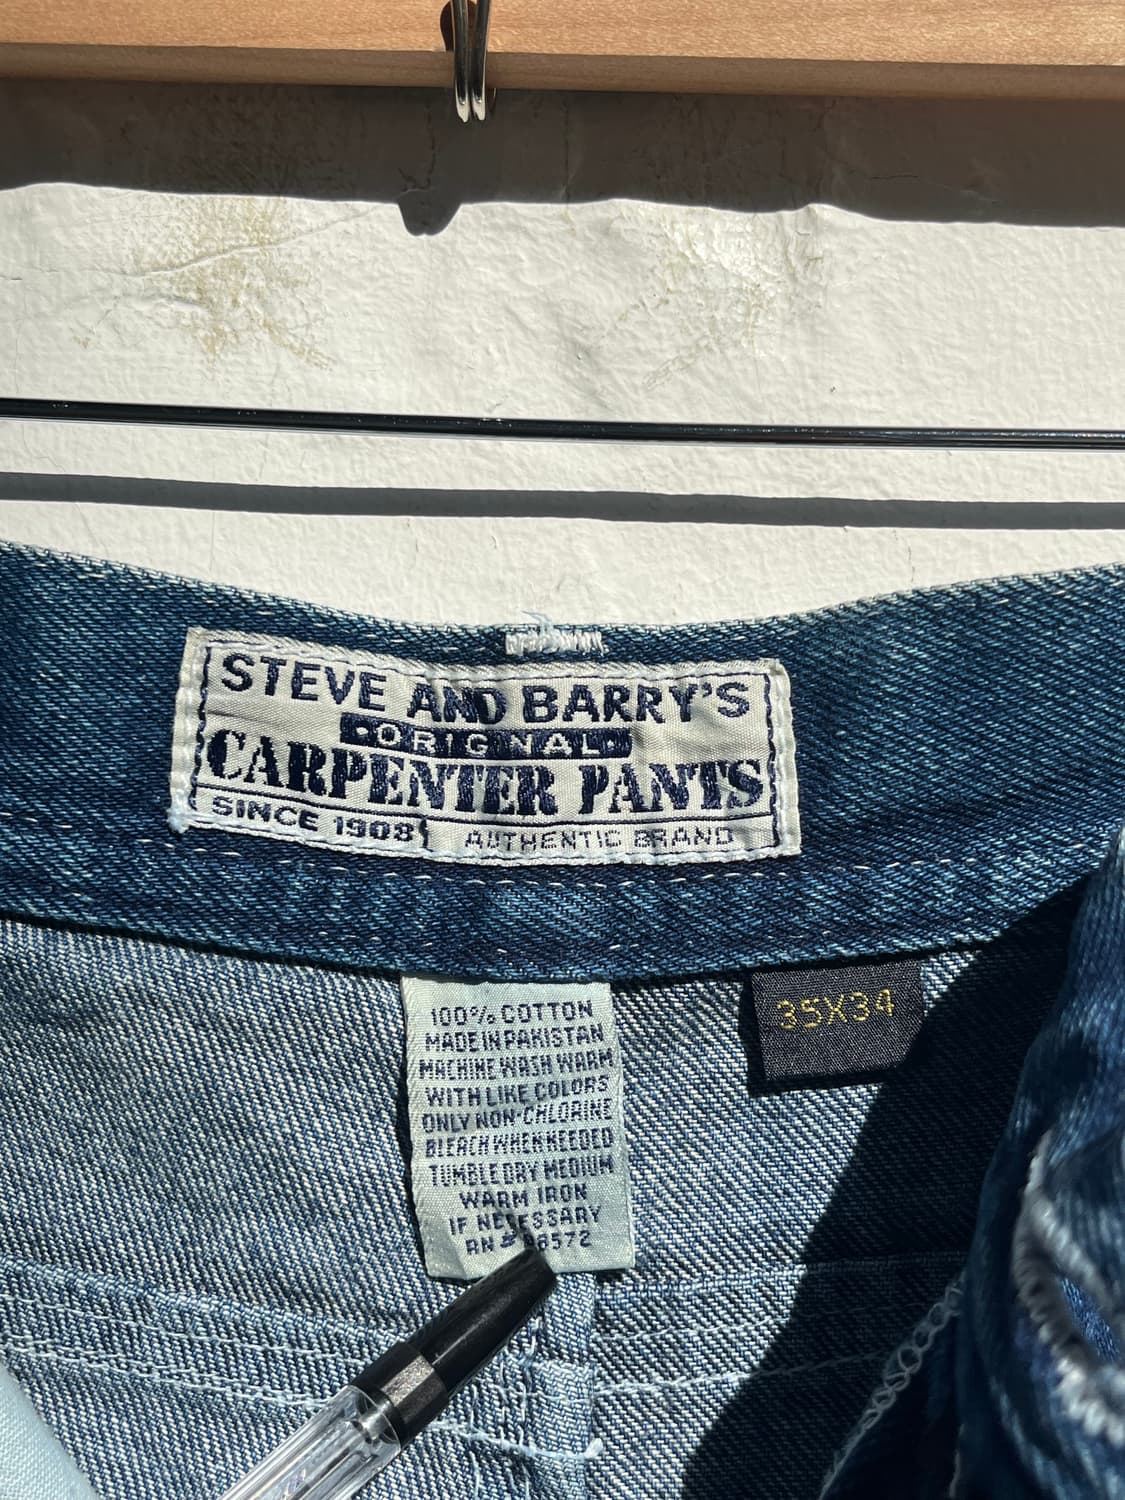 STEVE AND BARRY'S
·ORIGINAL·
CARPENTER PANTS
SINCE 1908 AUTHENTIC BRAND
100% COTTON
MADE IN PAKISTAN
MACHINE WASH WARM
WITH LIKE COLORS
ONLY NON-CHLORINE
BLEACH WHEN NEEDED
TUMBLE DRY MEDIUM
WARM IRON
IF NECESSARY
RN #
35X34